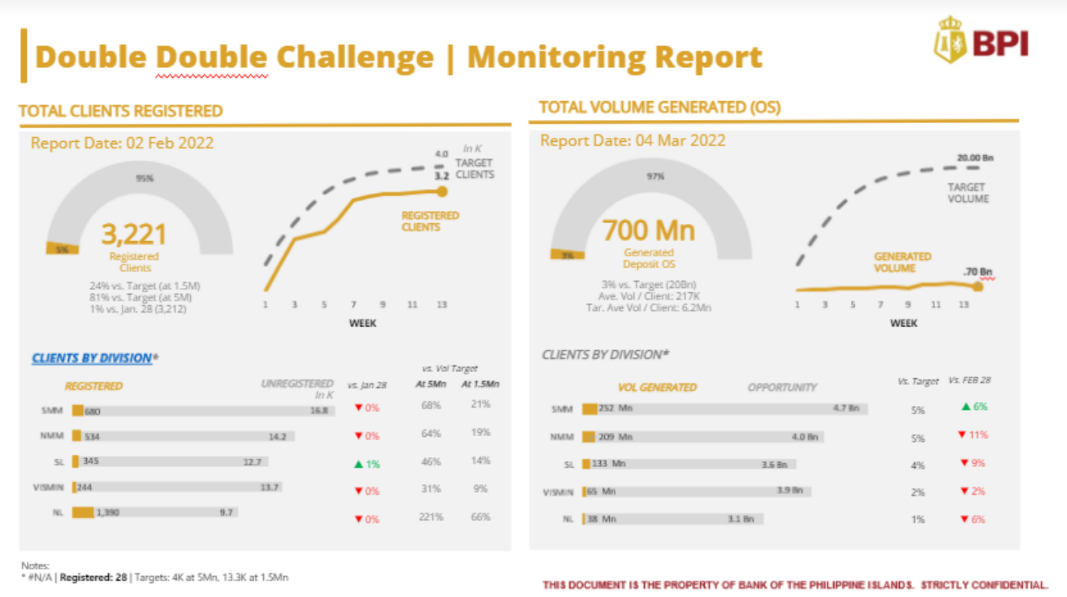 Double Double Challenge | Monitoring Report
BPI
TOTAL CLIENTS REGISTERED
Report Date: 02 Feb 2022
95%
5%
3,221
Registered
Clients
24% vs. Target (at 1.5M)
81% vs. Target (at 5M)
1% vs. Jan. 28 (3,212)
4.0
In K
TARGET
CLIENTS
3.2
REGISTERED
CLIENTS
1 3 5 7 9 11 13
WEEK
CLIENTS BY DIVISION*
REGISTERED
UNREGISTERED
In K
vs. Jan 28
vs. Vol Target
At 5Mn At 1.5Mn
SMM 680 16.8 ▼0% 68% 21%
NMM 534 14.2 ▼0% 64% 19%
SL 345 12.7 ▲1% 46% 14%
VISMIN 244 13.7 ▼0% 31% 9%
NL 1,390 9.7 ▼0% 221% 66%
Notes:
* #N/A | Registered: 28 | Targets: 4K at 5Mn, 13.3K at 1.5Mn
TOTAL VOLUME GENERATED (OS)
Report Date: 04 Mar 2022
97%
3%
700 Mn
Generated
Deposit OS
3% vs. Target (20Bn)
Ave. Vol / Client: 217K
Tar. Ave Vol / Client: 6.2Mn
20.00 Bn
TARGET
VOLUME
GENERATED
VOLUME
.70 Bn
1 3 5 7 9 11 13
WEEK
CLIENTS BY DIVISION*
VOL GENERATED
OPPORTUNITY
Vs. Target Vs. FEB 28
SMM 252 Mn 4.7 Bn 5% ▲6%
NMM 209 Mn 4.0 Bn 5% ▼11%
SL 133 Mn 3.6 Bn 4% ▼9%
VISMIN 65 Mn 3.9 Bn 2% ▼2%
NL 38 Mn 3.1 Bn 1% ▼6%
THIS DOCUMENT IS THE PROPERTY OF BANK OF THE PHILIPPINE ISLANDS. STRICTLY CONFIDENTIAL.